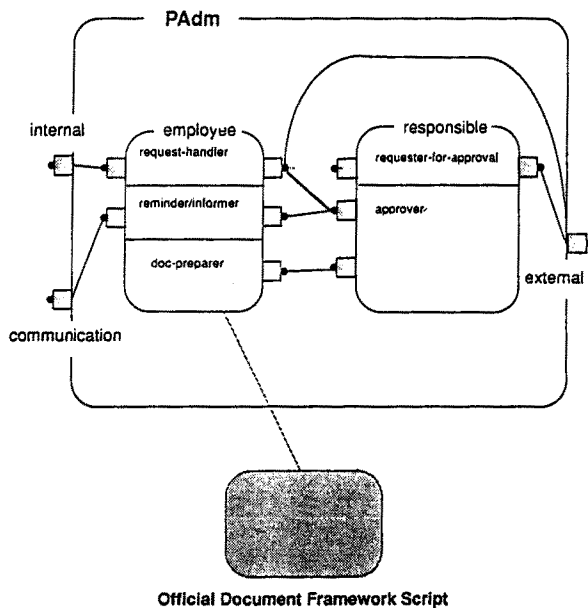 PAdm
internal
employee
responsible
request-handler
requester-for-approval
reminder/informer
approver
doc-preparer
external
communication
Official Document Framework Script